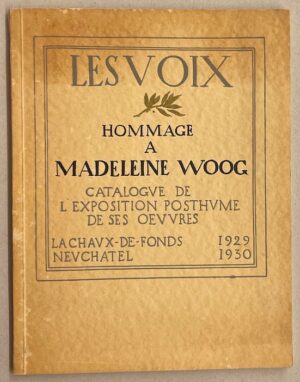 LES VOIX
HOMMAGE
A
MADELEINE WOOG
CATALOGVE DE
L EXPOSITION POSTHVME
DE SES OEVVRES
LA CHAVX-DE-FONDS 1929
NEVCHATEL 1930